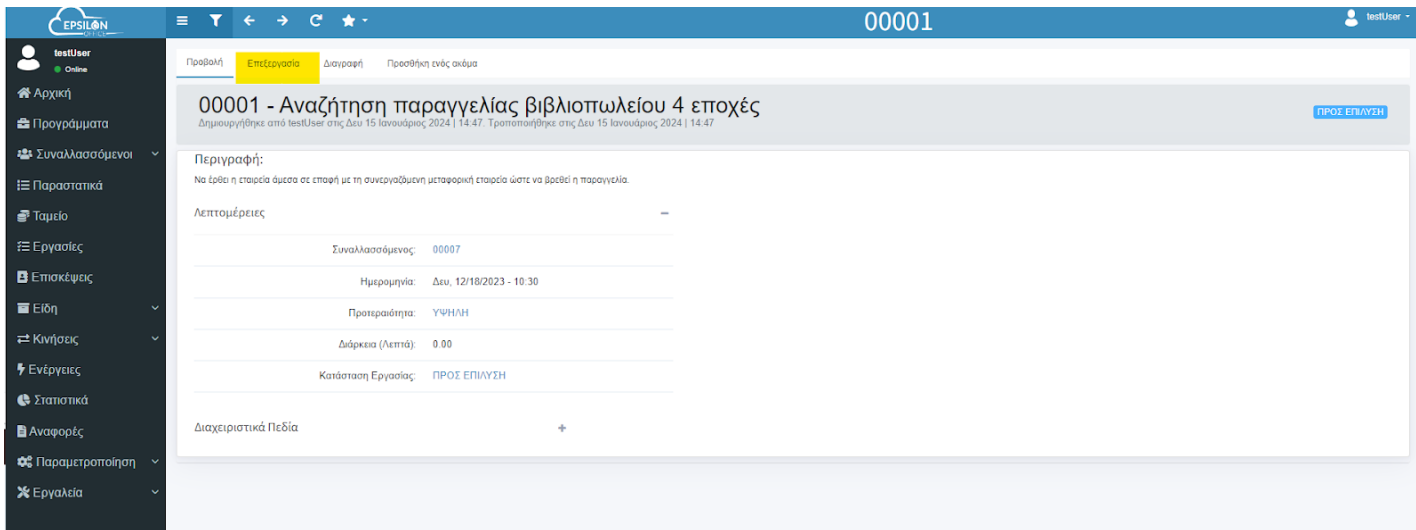 EPSILON
OFFICE
00001
testUser
testUser
Online
Αρχική
Προγράμματα
Συναλλασσόμενοι
Παραστατικά
Ταμείο
Εργασίες
Επισκέψεις
Είδη
Κινήσεις
Ενέργειες
Στατιστικά
Αναφορές
Παραμετροποίηση
Εργαλεία
Προβολή Επεξεργασία Διαγραφή Προσθήκη ενός ακόμα
00001 - Αναζήτηση παραγγελίας βιβλιοπωλείου 4 εποχές
Δημιουργήθηκε από testUser στις Δευ 15 Ιανουάριος 2024 | 14:47. Τροποποιήθηκε στις Δευ 15 Ιανουάριος 2024 | 14:47
ΠΡΟΣ ΕΠΙΛΥΣΗ
Περιγραφή:
Να έρθει η εταιρεία άμεσα σε επαφή με τη συνεργαζόμενη μεταφορική εταιρεία ώστε να βρεθεί η παραγγελία.
Λεπτομέρειες
Συναλλασσόμενος: 00007
Ημερομηνία: Δευ, 12/18/2023 - 10:30
Προτεραιότητα: ΥΨΗΛΗ
Διάρκεια (Λεπτά): 0.00
Κατάσταση Εργασίας: ΠΡΟΣ ΕΠΙΛΥΣΗ
Διαχειριστικά Πεδία